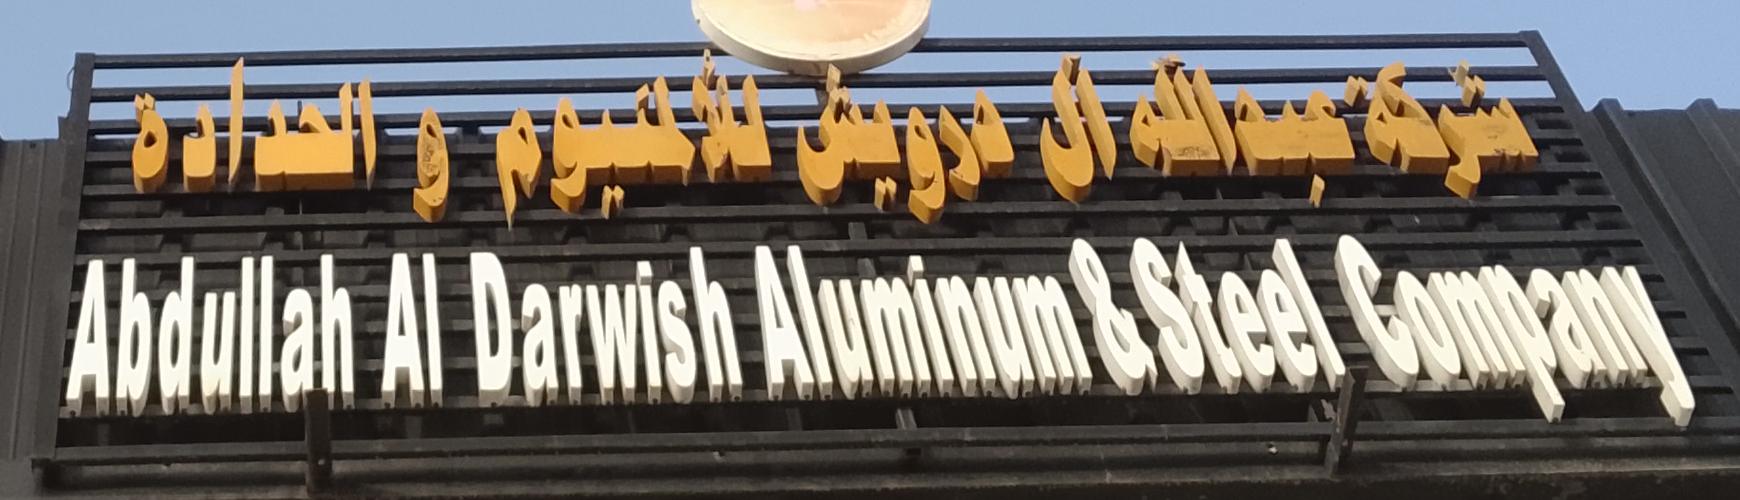 شركة عبدالله ال درويش للألمنيوم و الحدادة
Abdullah Al Darwish Aluminum & Steel Company